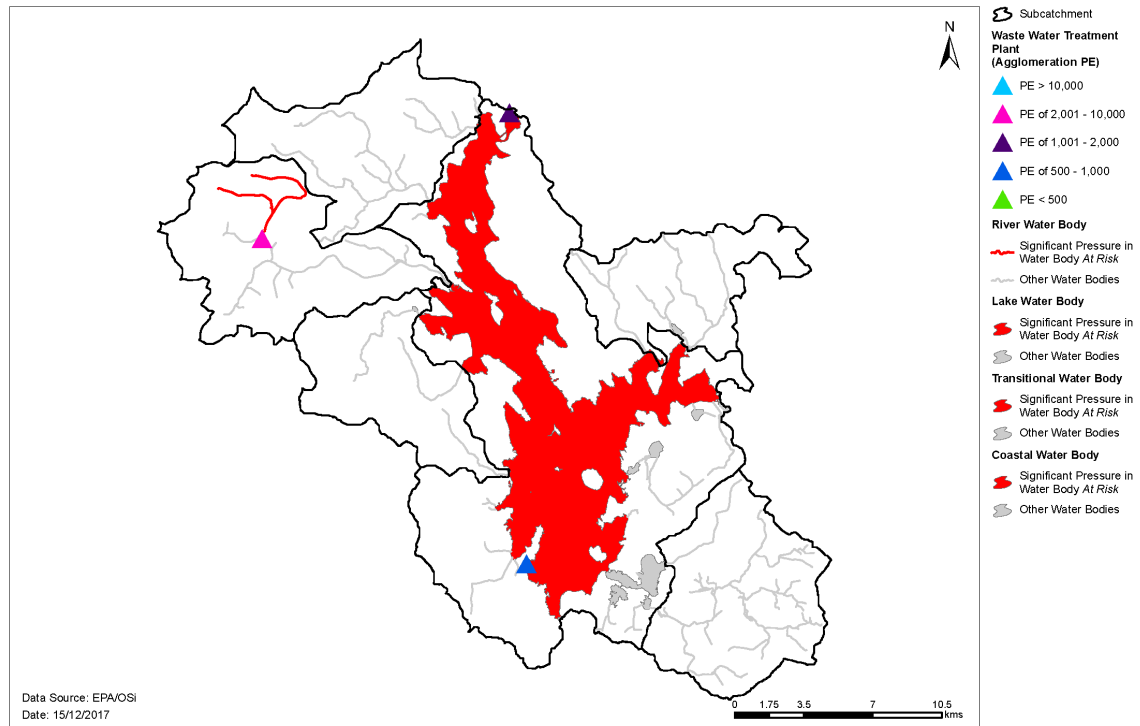 N
Data Source: EPA/OSi
Date: 15/12/2017
0 1.75 3.5 7 10.5
kms
Subcatchment
Waste Water Treatment
Plant
(Agglomeration PE)
PE > 10,000
PE of 2,001 - 10,000
PE of 1,001 - 2,000
PE of 500 - 1,000
PE < 500
River Water Body
Significant Pressure in
Water Body At Risk
Other Water Bodies
Lake Water Body
Significant Pressure in
Water Body At Risk
Other Water Bodies
Transitional Water Body
Significant Pressure in
Water Body At Risk
Other Water Bodies
Coastal Water Body
Significant Pressure in
Water Body At Risk
Other Water Bodies